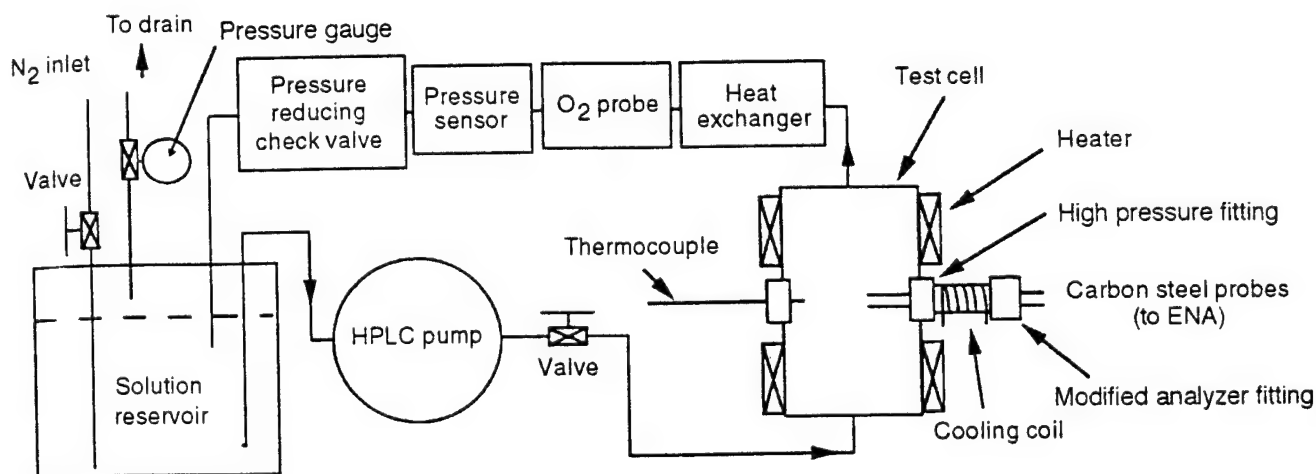 To drain
Pressure gauge
N2 inlet
Valve
Pressure
reducing
check valve
Pressure
sensor
O2 probe
Heat
exchanger
Test cell
Heater
High pressure fitting
Thermocouple
Carbon steel probes
(to ENA)
HPLC pump
Valve
Solution
reservoir
Modified analyzer fitting
Cooling coil